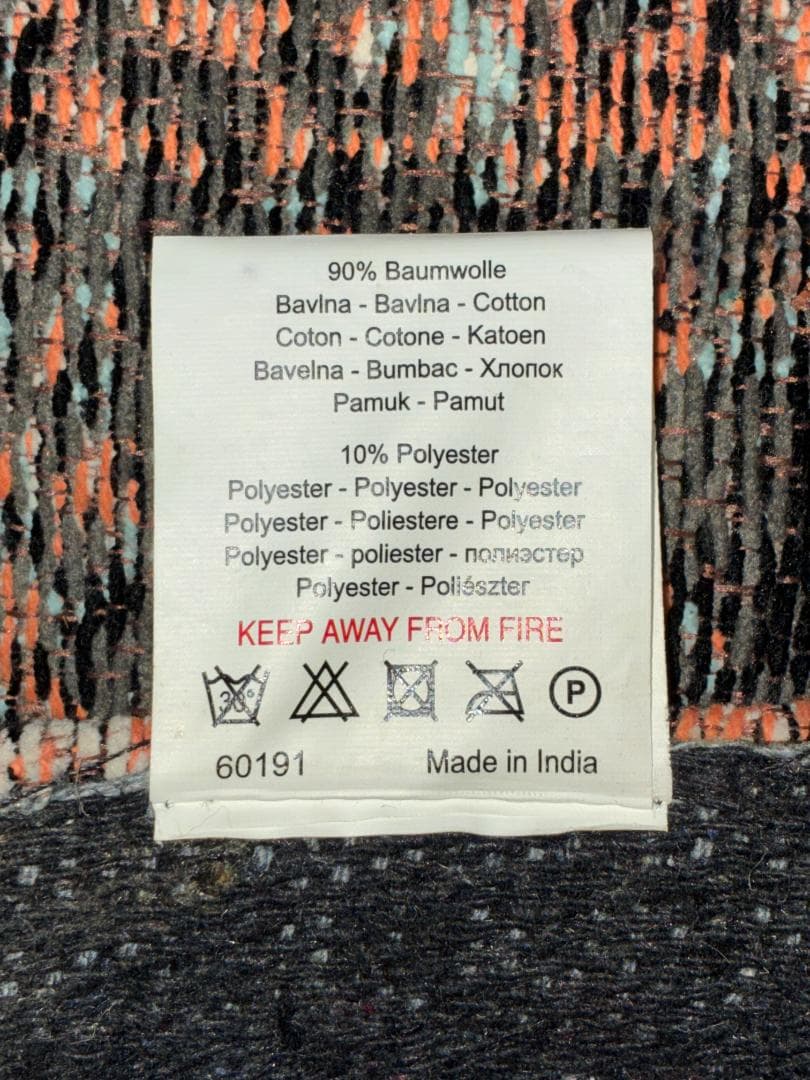 90% Baumwolle
Bavlna - Bavlna - Cotton
Coton - Cotone - Katoen
Bavelna - Bumbac - Хлопок
Pamuk - Pamut
10% Polyester
Polyester - Polyester - Polyester
Polyester - Poliestere - Polyester
Polyester - poliester - полиэстер
Polyester - Poliészter
KEEP AWAY FROM FIRE
30° P
60191 Made in India